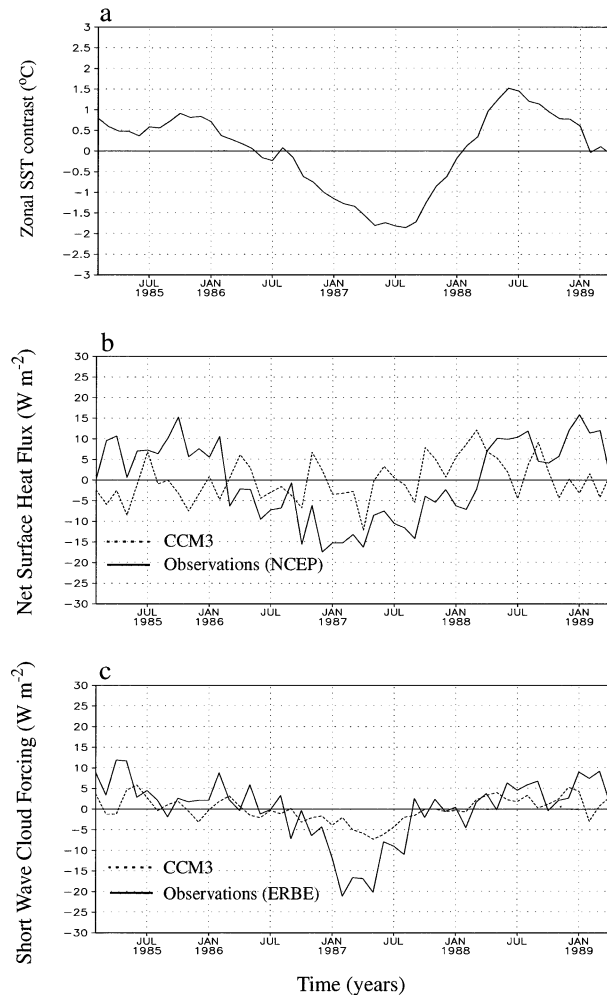 a
Zonal SST contrast (°C)
3
2.5
2
1.5
1
0.5
0
−0.5
−1
−1.5
−2
−2.5
−3
JUL 1985
JAN 1986
JUL
JAN 1987
JUL
JAN 1988
JUL
JAN 1989
b
Net Surface Heat Flux (W m⁻²)
30
25
20
15
10
5
0
−5
−10
−15
−20
−25
−30
CCM3
Observations (NCEP)
JUL 1985
JAN 1986
JUL
JAN 1987
JUL
JAN 1988
JUL
JAN 1989
c
Short Wave Cloud Forcing (W m⁻²)
30
25
20
15
10
5
0
−5
−10
−15
−20
−25
−30
CCM3
Observations (ERBE)
JUL 1985
JAN 1986
JUL
JAN 1987
JUL
JAN 1988
JUL
JAN 1989
Time (years)